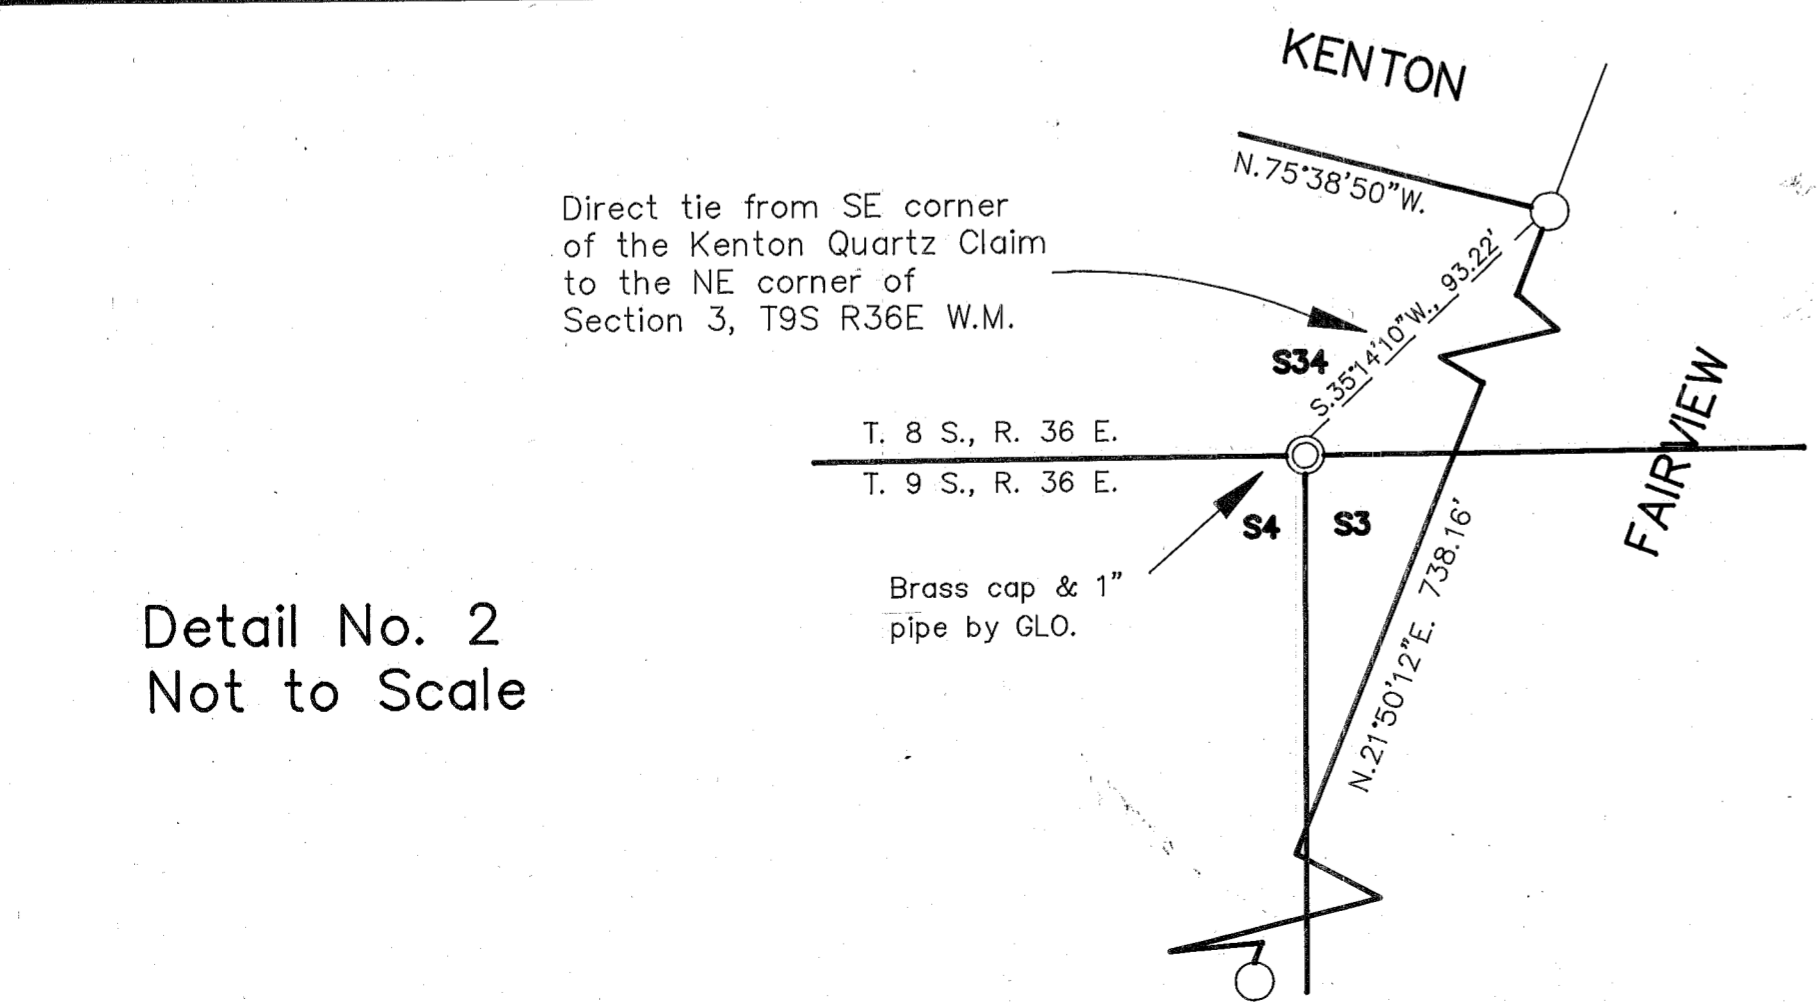 KENTON
N.75°38'50"W.
Direct tie from SE corner
of the Kenton Quartz Claim
to the NE corner of
Section 3, T9S R36E W.M.
S.35°14'10"W., 93.22'
S34
T. 8 S., R. 36 E.
T. 9 S., R. 36 E.
FAIRVIEW
S4
S3
Brass cap & 1"
pipe by GLO.
N.21°50'12"E. 738.16'
Detail No. 2
Not to Scale